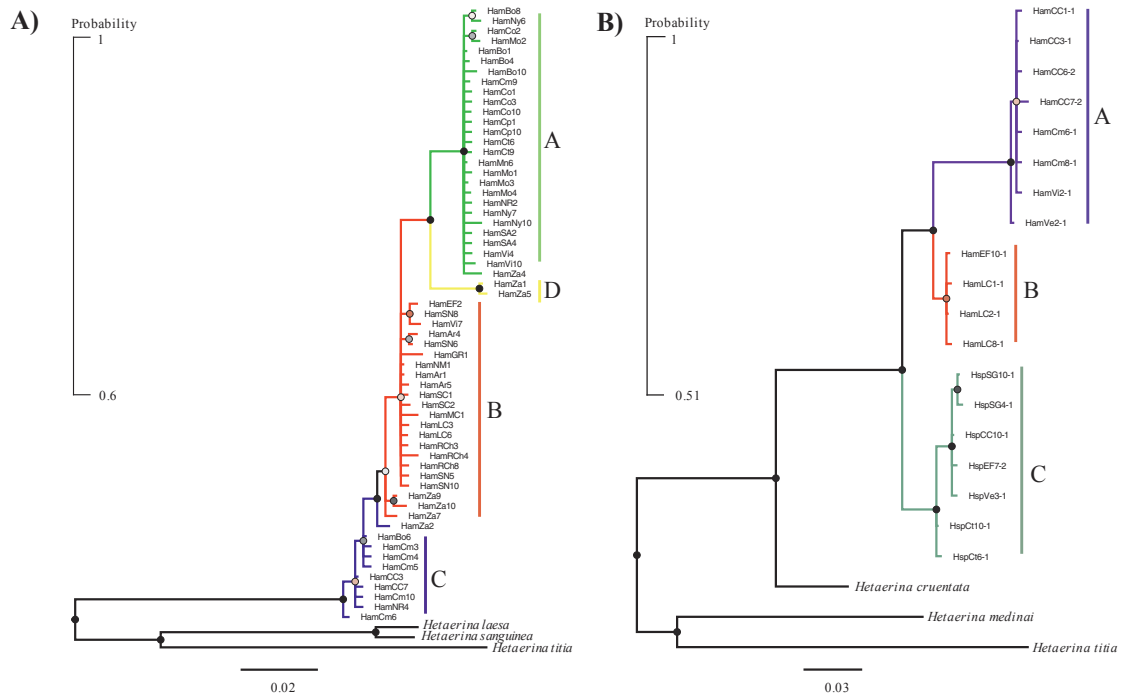 A)
Probability
1
0.6
HamBo8
HamNy6
HamCo2
HamMo2
HamBo1
HamBo4
HamBo10
HamCm9
HamCo1
HamCo3
HamCo10
HamCp1
HamCp10
HamCt6
HamCt9
HamMn6
HamMo1
HamMo3
HamMo4
HamNR2
HamNy7
HamNy10
HamSA2
HamSA4
HamVi4
HamVi10
HamZa4
A
HamZa1
HamZa5
D
HamEF2
HamSN8
HamVi7
HamAr4
HamSN6
HamGR1
HamNM1
HamAr1
HamAr5
HamSC1
HamSC2
HamMC1
HamLC3
HamLC6
HamRCh3
HamRCh4
HamRCh8
HamSN5
HamSN10
HamZa9
HamZa10
HamZa7
B
HamZa2
HamBo6
HamCm3
HamCm4
HamCm5
HamCC3
HamCC7
HamCm10
HamNR4
HamCm6
C
Hetaerina laesa
Hetaerina sanguinea
Hetaerina titia
0.02
B)
Probability
1
0.51
HamCC1-1
HamCC3-1
HamCC6-2
HamCC7-2
HamCm6-1
HamCm8-1
HamVi2-1
HamVe2-1
A
HamEF10-1
HamLC1-1
HamLC2-1
HamLC8-1
B
HspSG10-1
HspSG4-1
HspCC10-1
HspEF7-2
HspVe3-1
HspCt10-1
HspCt6-1
C
Hetaerina cruentata
Hetaerina medinai
Hetaerina titia
0.03